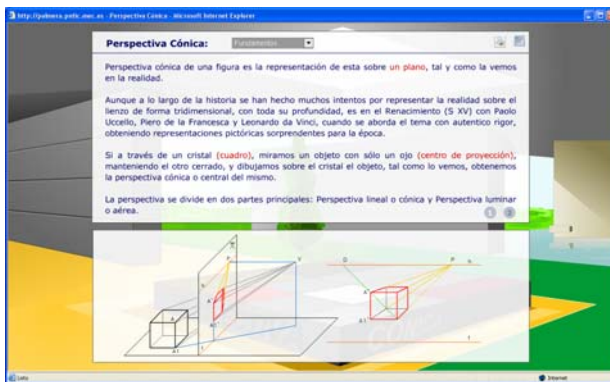 http://palmera.pntic.mec.es - Perspectiva Cónica - Microsoft Internet Explorer
Perspectiva Cónica:
Fundamentos
Perspectiva cónica de una figura es la representación de esta sobre un plano, tal y como la vemos
en la realidad.
Aunque a lo largo de la historia se han hecho muchos intentos por representar la realidad sobre el
lienzo de forma tridimensional, con toda su profundidad, es en el Renacimiento (S XV) con Paolo
Uccello, Piero de la Francesca y Leonardo da Vinci, cuando se aborda el tema con autentico rigor,
obteniendo representaciones pictóricas sorprendentes para la época.
Si a través de un cristal (cuadro), miramos un objeto con sólo un ojo (centro de proyección),
manteniendo el otro cerrado, y dibujamos sobre el cristal el objeto, tal como lo vemos, obtenemos
la perspectiva cónica o central del mismo.
La perspectiva se divide en dos partes principales: Perspectiva lineal o cónica y Perspectiva luminar
o aérea.
P V
h
A A'
A1 A1'
D P h
A'
A1'
t
Listo
Internet